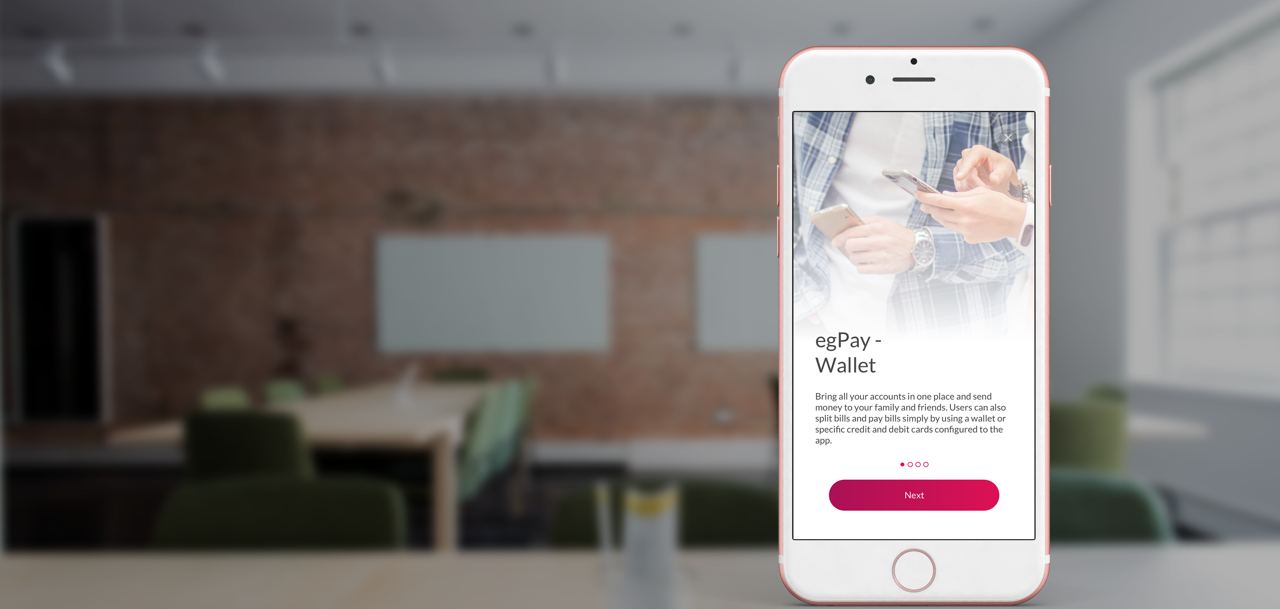 egPay -
Wallet
Bring all your accounts in one place and send
money to your family and friends. Users can also
split bills and pay bills simply by using a wallet or
specific credit and debit cards configured to the
app.
Next